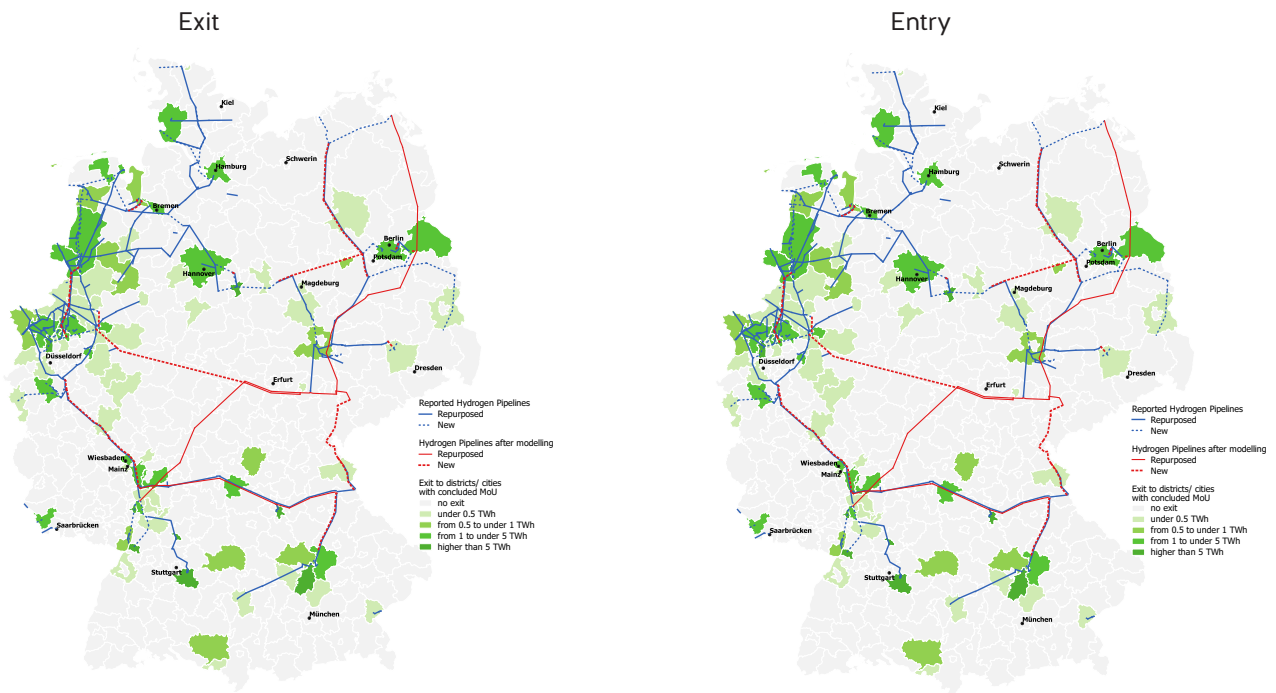 Exit
Kiel
Schwerin
Hamburg
Bremen
Berlin
Potsdam
Hannover
Magdeburg
Düsseldorf
Erfurt
Dresden
Wiesbaden
Mainz
Saarbrücken
Stuttgart
München
Reported Hydrogen Pipelines
Repurposed
New
Hydrogen Pipelines after modelling
Repurposed
New
Exit to districts/ cities
with concluded MoU
no exit
under 0.5 TWh
from 0.5 to under 1 TWh
from 1 to under 5 TWh
higher than 5 TWh
Entry
Kiel
Schwerin
Hamburg
Bremen
Berlin
Potsdam
Hannover
Magdeburg
Düsseldorf
Erfurt
Dresden
Wiesbaden
Mainz
Saarbrücken
Stuttgart
München
Reported Hydrogen Pipelines
Repurposed
New
Hydrogen Pipelines after modelling
Repurposed
New
Exit to districts/ cities
with concluded MoU
no exit
under 0.5 TWh
from 0.5 to under 1 TWh
from 1 to under 5 TWh
higher than 5 TWh